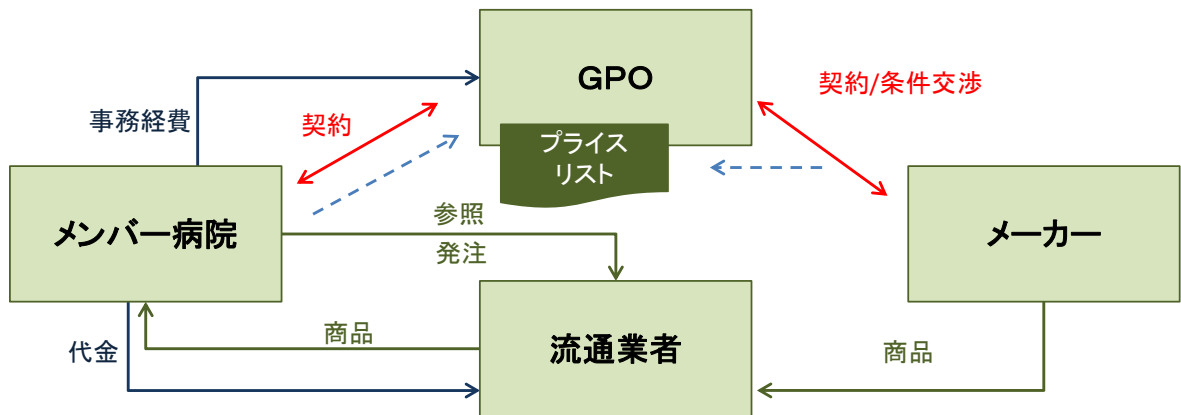 GPO
契約/条件交渉
事務経費
契約
プライス
リスト
メンバー病院
参照
発注
メーカー
商品
流通業者
代金
商品